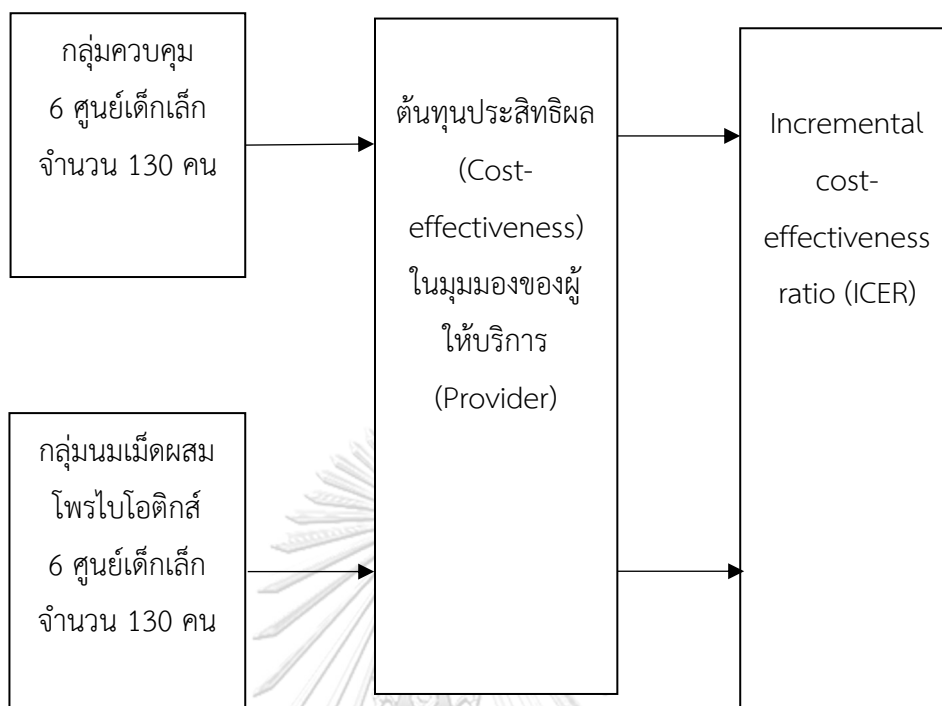 กลุ่มควบคุม
6 ศูนย์เด็กเล็ก
จำนวน 130 คน
กลุ่มนมเม็ดผสม
โพรไบโอติกส์
6 ศูนย์เด็กเล็ก
จำนวน 130 คน
ต้นทุนประสิทธิผล
(Cost-
effectiveness)
ในมุมมองของผู้
ให้บริการ
(Provider)
Incremental
cost-
effectiveness
ratio (ICER)